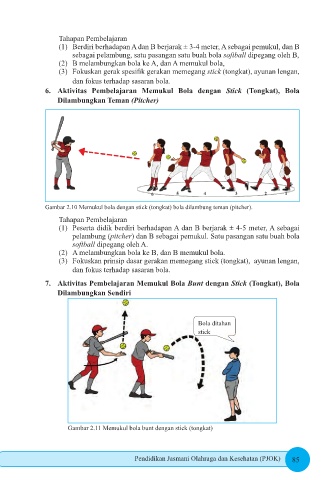 Tahapan Pembelajaran
(1) Berdiri berhadapan A dan B berjarak ± 3-4 meter, A sebagai pemukul, dan B
sebagai pelambung, satu pasangan satu buah bola softball dipegang oleh B,
(2) B melambungkan bola ke A, dan A memukul bola,
(3) Fokuskan gerak spesifik gerakan memegang stick (tongkat), ayunan lengan,
dan fokus terhadap sasaran bola.
6. Aktivitas Pembelajaran Memukul Bola dengan Stick (Tongkat), Bola
Dilambungkan Teman (Pitcher)
6 5 4 3 2 1
Gambar 2.10 Memukul bola dengan stick (tongkat) bola dilambung teman (pitcher).
Tahapan Pembelajaran
(1) Peserta didik berdiri berhadapan A dan B berjarak ± 4-5 meter, A sebagai
pelambung (pitcher) dan B sebagai pemukul. Satu pasangan satu buah bola
softball dipegang oleh A.
(2) A melambungkan bola ke B, dan B memukul bola.
(3) Fokuskan prinsip dasar gerakan memegang stick (tongkat), ayunan lengan,
dan fokus terhadap sasaran bola.
7. Aktivitas Pembelajaran Memukul Bola Bunt dengan Stick (Tongkat), Bola
Dilambungkan Sendiri
Bola ditahan
stick
Gambar 2.11 Memukul bola bunt dengan stick (tongkat)
Pendidikan Jasmani Olahraga dan Kesehatan (PJOK) 85